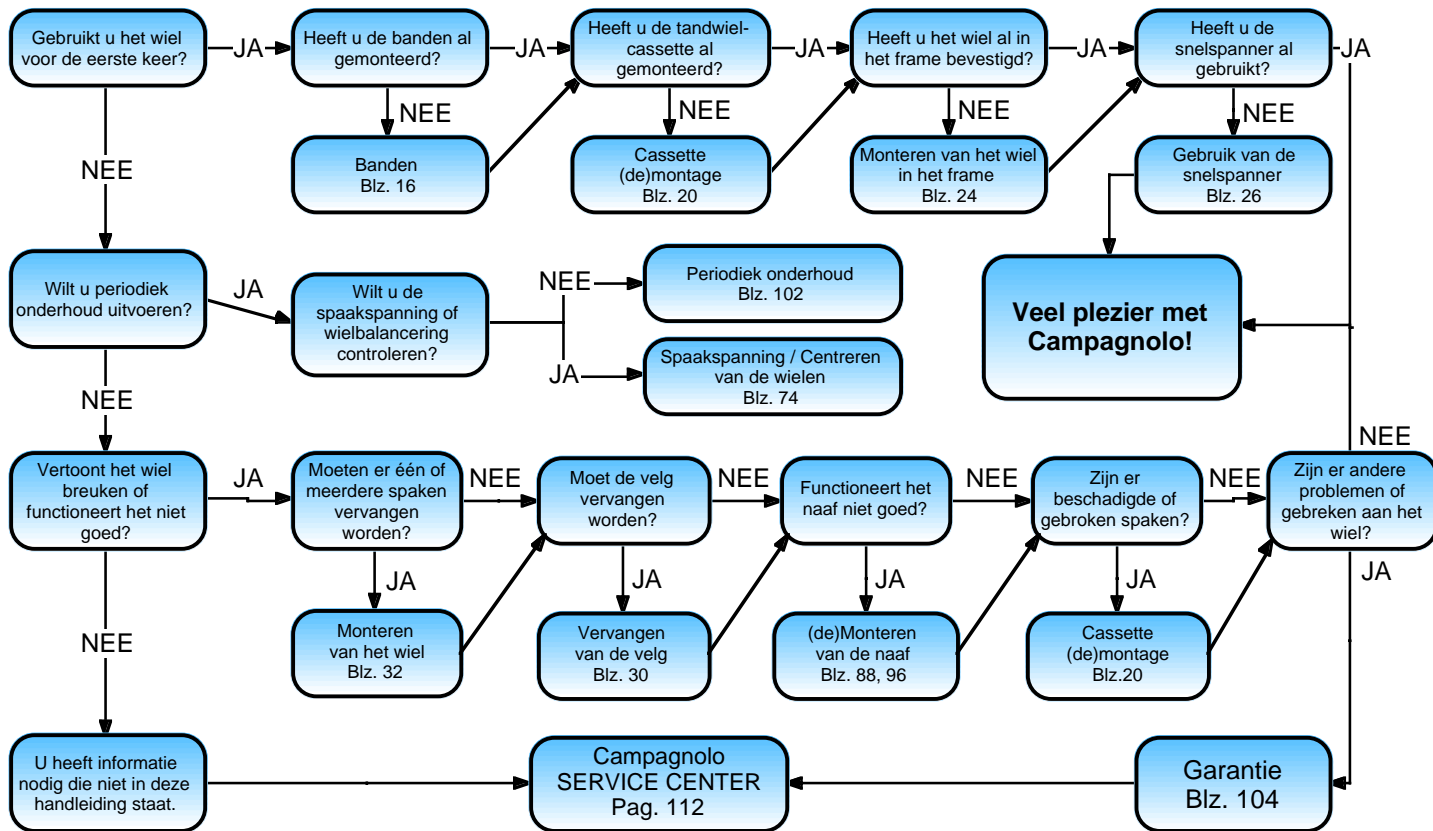 Gebruikt u het wiel
voor de eerste keer?
JA
Heeft u de banden al
gemonteerd?
JA
Heeft u de tandwiel-
cassette al
gemonteerd?
JA
Heeft u het wiel al in
het frame bevestigd?
JA
Heeft u de
snelspanner al
gebruikt?
JA
NEE
NEE
NEE
NEE
NEE
Banden
Blz. 16
Cassette
(de)montage
Blz. 20
Monteren van het wiel
in het frame
Blz. 24
Gebruik van de
snelspanner
Blz. 26
Wilt u periodiek
onderhoud uitvoeren?
JA
Wilt u de
spaakspanning of
wielbalancering
controleren?
NEE
Periodiek onderhoud
Blz. 102
JA
Spaakspanning / Centreren
van de wielen
Blz. 74
Veel plezier met
Campagnolo!
NEE
Vertoont het wiel
breuken of
functioneert het niet
goed?
JA
Moeten er één of
meerdere spaken
vervangen
worden?
NEE
Moet de velg
vervangen
worden?
NEE
Functioneert het
naaf niet goed?
NEE
Zijn er
beschadigde of
gebroken spaken?
NEE
NEE
Zijn er andere
problemen of
gebreken aan het
wiel?
JA
JA
JA
JA
JA
NEE
Monteren
van het wiel
Blz. 32
Vervangen
van de velg
Blz. 30
(de)Monteren
van de naaf
Blz. 88, 96
Cassette
(de)montage
Blz.20
U heeft informatie
nodig die niet in deze
handleiding staat.
Campagnolo
SERVICE CENTER
Pag. 112
Garantie
Blz. 104